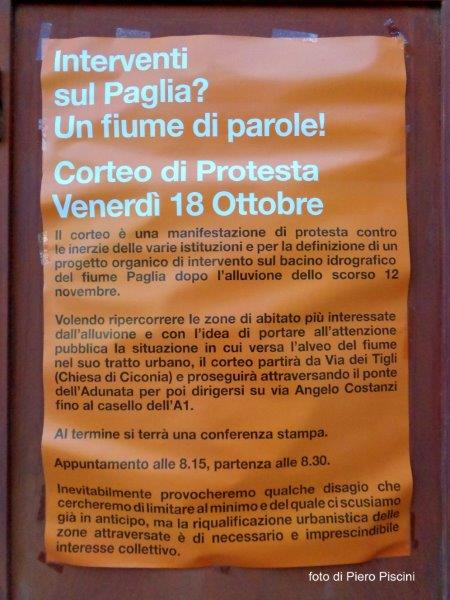 Interventi
sul Paglia?
Un fiume di parole!
Corteo di Protesta
Venerdì 18 Ottobre
Il corteo è una manifestazione di protesta contro
le inerzie delle varie istituzioni e per la definizione di un
progetto organico di intervento sul bacino idrografico
del fiume Paglia dopo l'alluvione dello scorso 12
novembre.
Volendo ripercorrere le zone di abitato più interessate
dall'alluvione e con l'idea di portare all'attenzione
pubblica la situazione in cui versa l'alveo del fiume
nel suo tratto urbano, il corteo partirà da Via dei Tigli
(Chiesa di Ciconia) e proseguirà attraversando il ponte
dell'Adunata per poi dirigersi su via Angelo Costanzi
fino al casello dell'A1.
Al termine si terrà una conferenza stampa.
Appuntamento alle 8.15, partenza alle 8.30.
Inevitabilmente provocheremo qualche disagio che
cercheremo di limitare al minimo e del quale ci scusiamo
già in anticipo, ma la riqualificazione urbanistica delle
zone attraversate è di necessario e imprescindibile
interesse collettivo.
foto di Piero Piscini